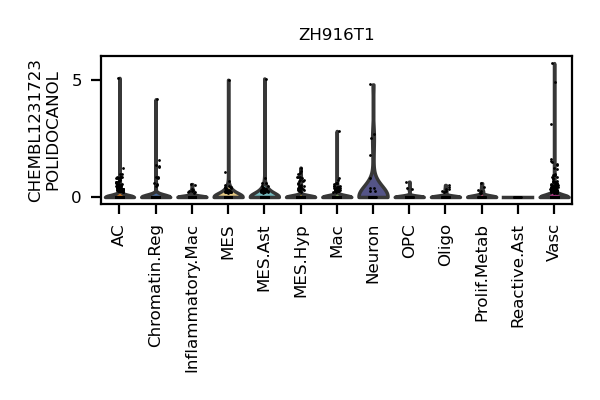 ZH916T1
CHEMBL1231723
POLIDOCANOL
5
0
AC
Chromatin.Reg
Inflammatory.Mac
MES
MES.Ast
MES.Hyp
Mac
Neuron
OPC
Oligo
Prolif.Metab
Reactive.Ast
Vasc